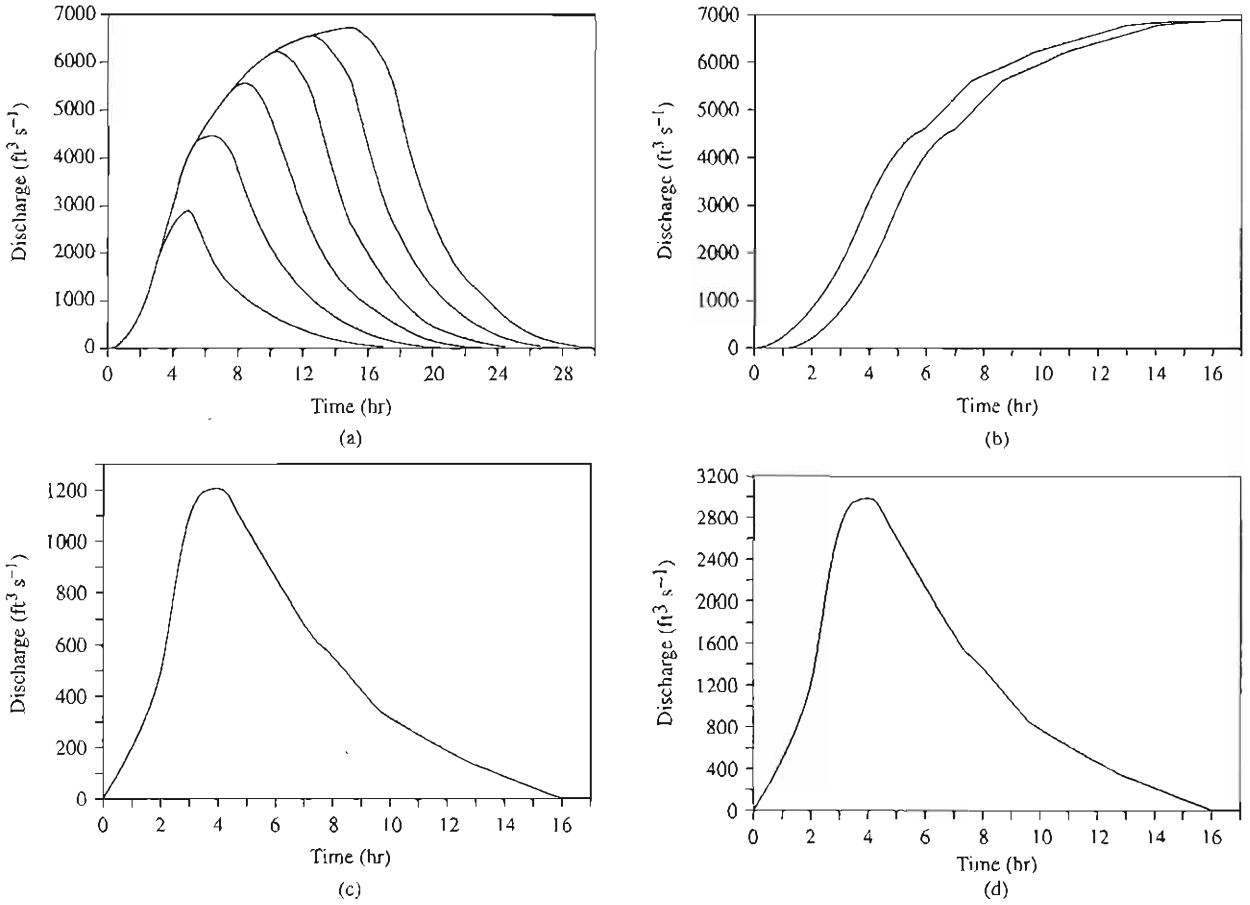 7000
6000
5000
4000
3000
2000
1000
0
Discharge (ft³ s⁻¹)
0 4 8 12 16 20 24 28
Time (hr)
(a)
7000
6000
5000
4000
3000
2000
1000
0
Discharge (ft³ s⁻¹)
0 2 4 6 8 10 12 14 16
Time (hr)
(b)
1200
1000
800
600
400
200
0
Discharge (ft³ s⁻¹)
0 2 4 6 8 10 12 14 16
Time (hr)
(c)
3200
2800
2400
2000
1600
1200
800
400
0
Discharge (ft³ s⁻¹)
0 2 4 6 8 10 12 14 16
Time (hr)
(d)